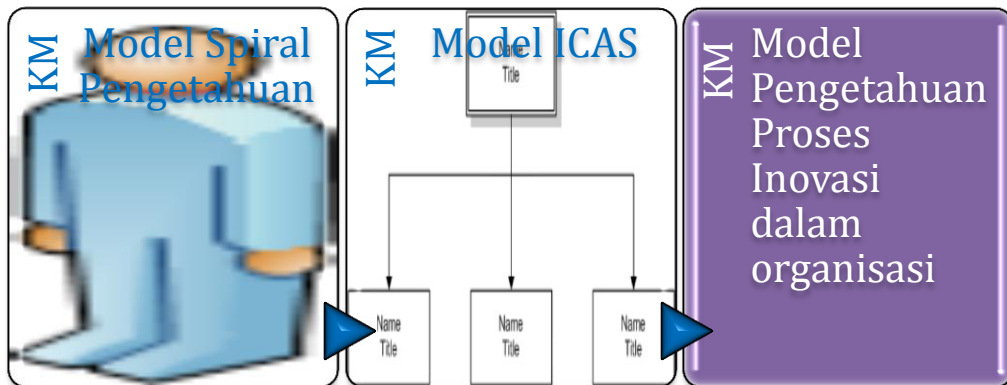 KM
Model Spiral
Pengetahuan
KM
Model ICAS
Name
Title
Name
Title
Name
Title
Name
Title
KM
Model
Pengetahuan
Proses
Inovasi
dalam
organisasi